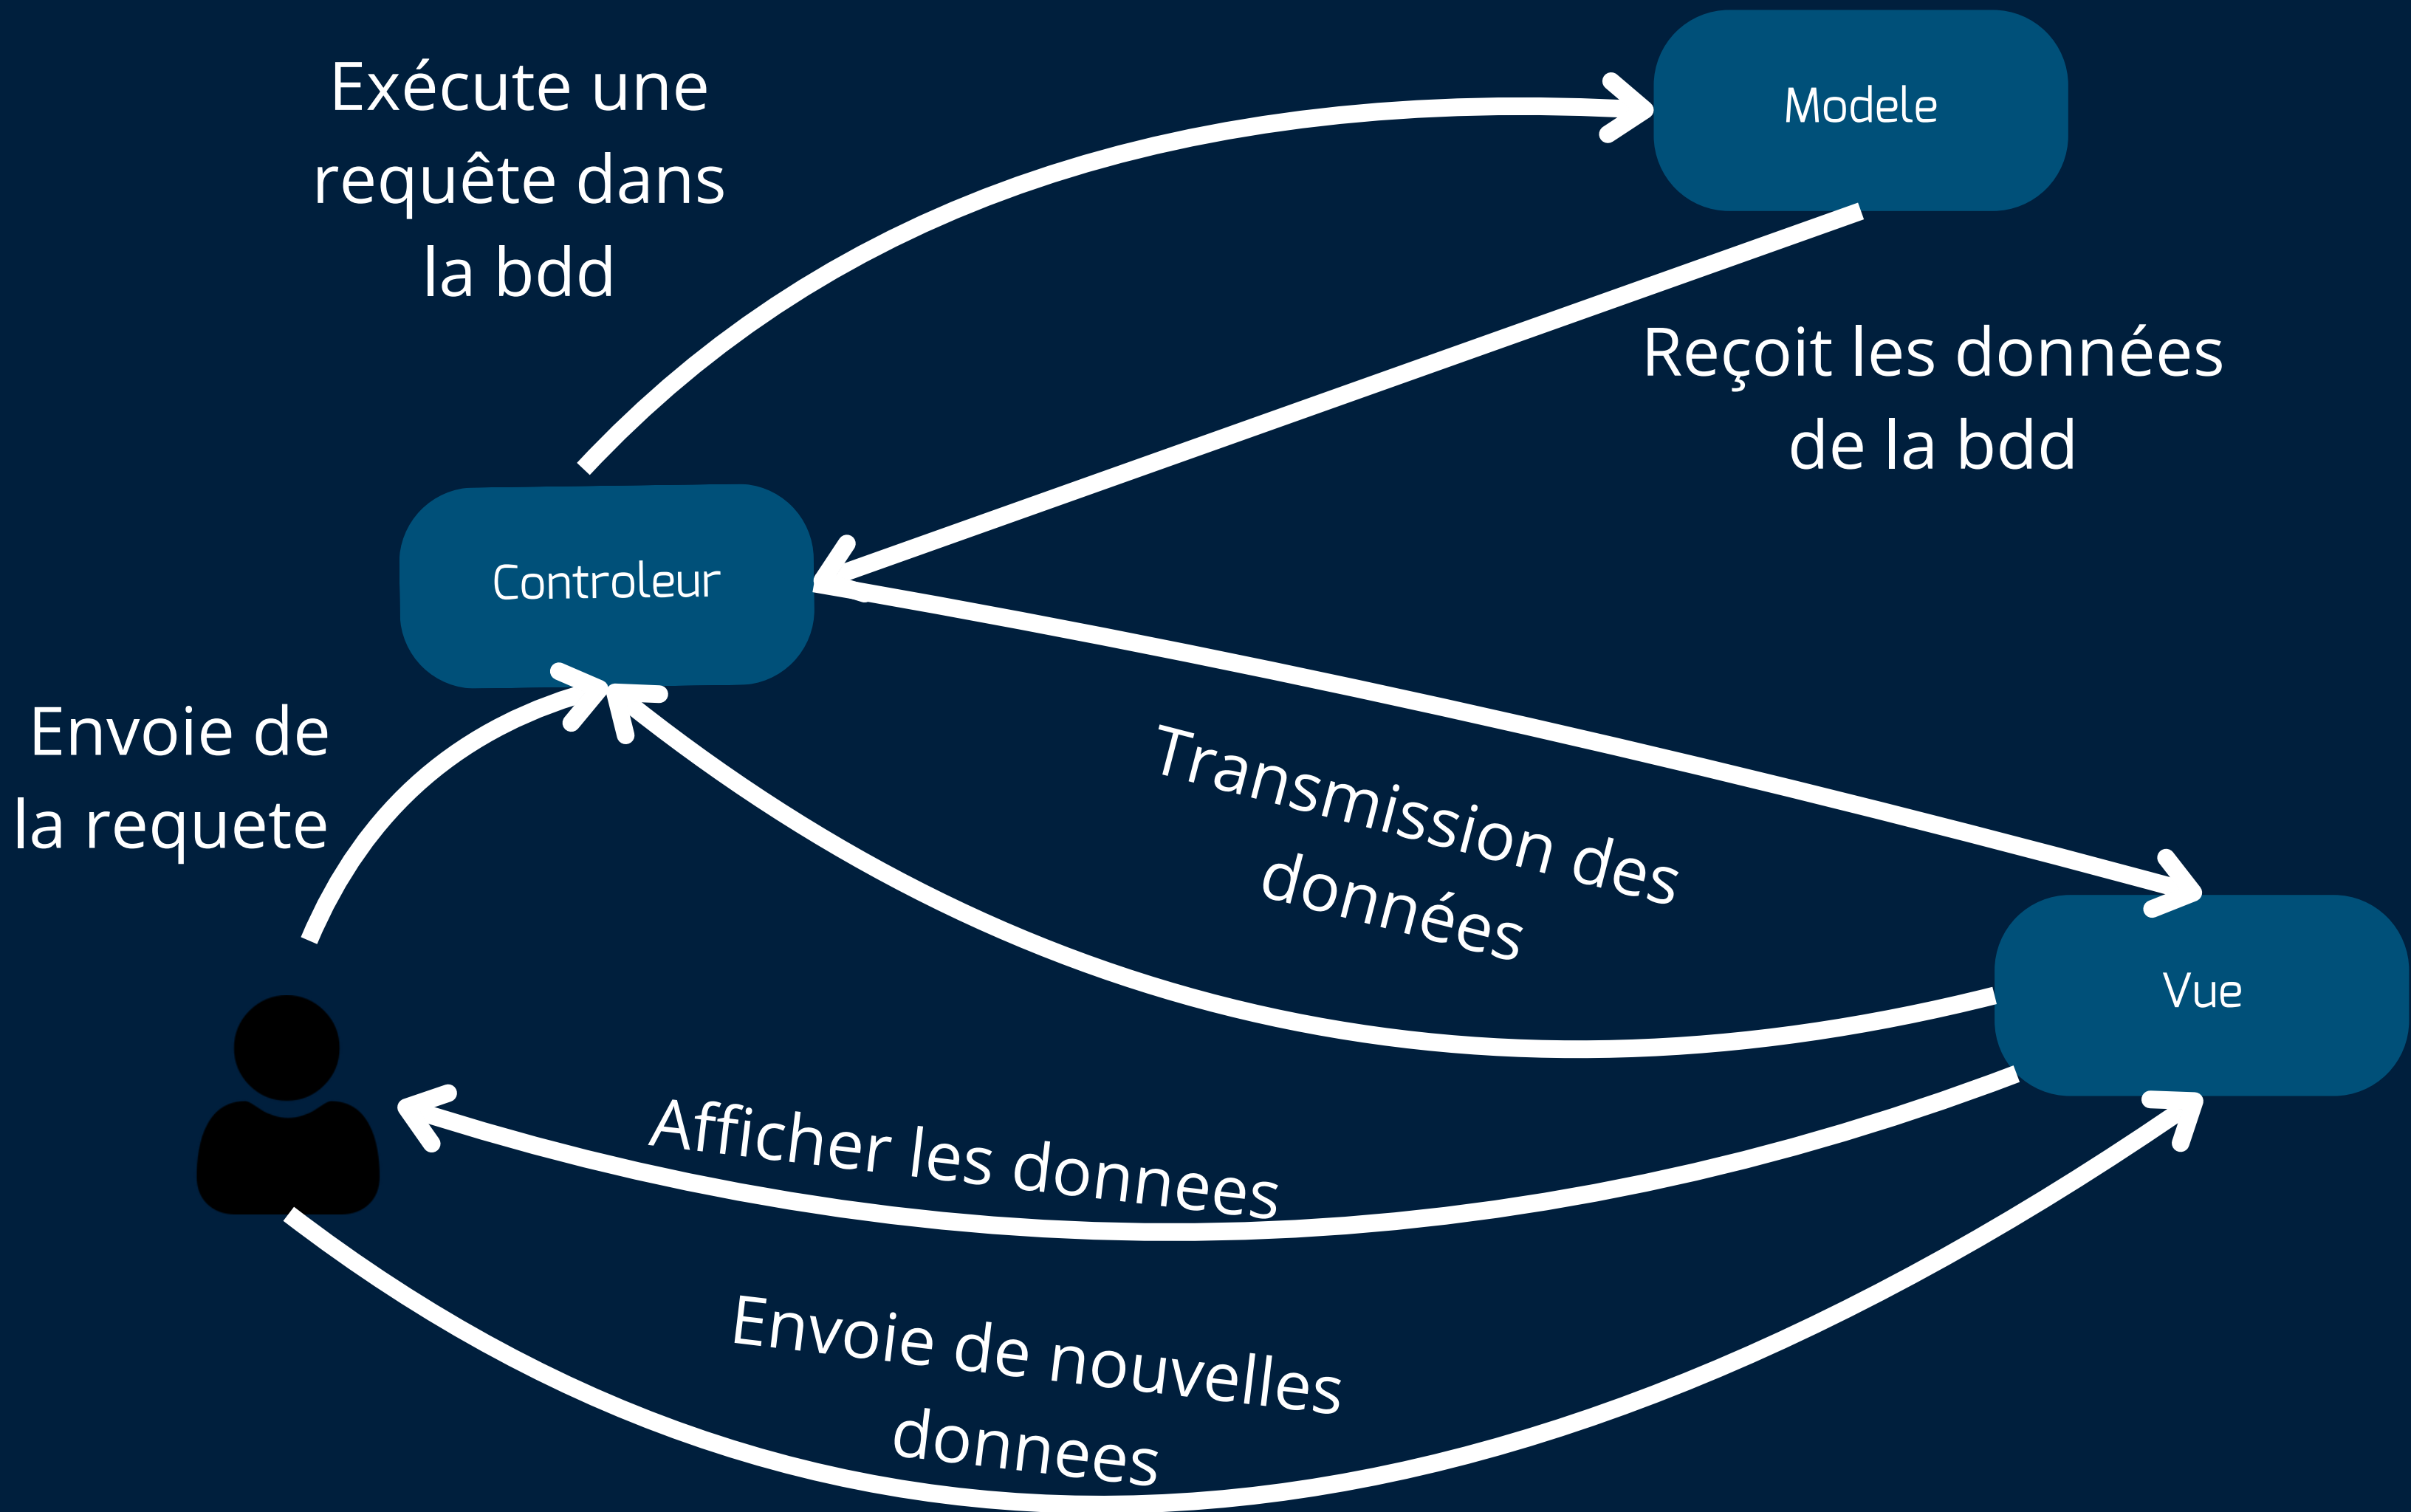 Exécute une
requête dans
la bdd
Modele
Reçoit les données
de la bdd
Controleur
Envoie de
la requete
Transmission des
données
Vue
Afficher les donnees
Envoie de nouvelles
donnees